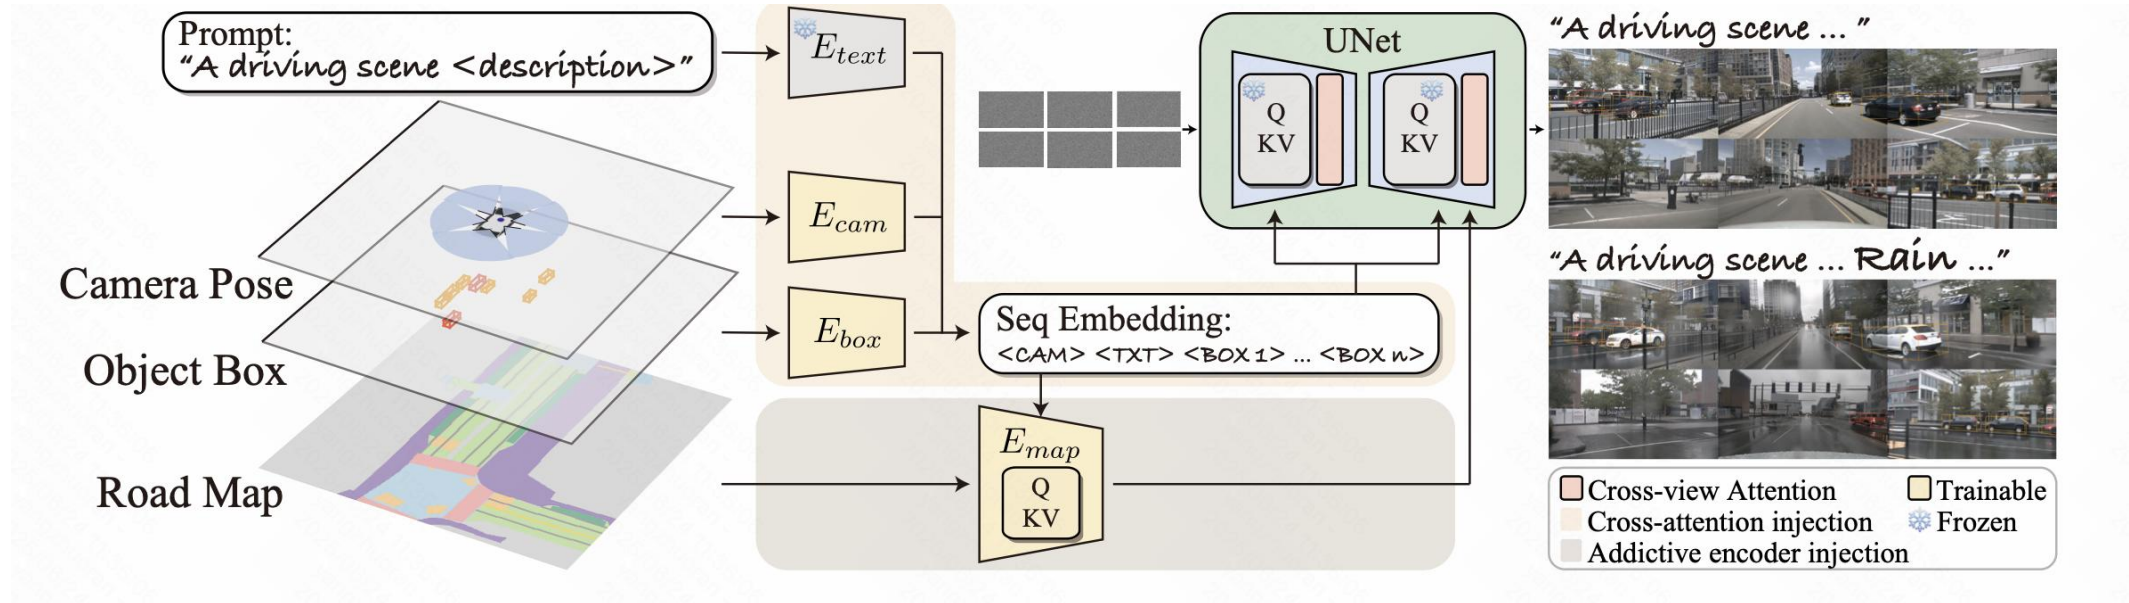 Prompt:
“A driving scene <description>”
Camera Pose
Object Box
Road Map
E_text
E_cam
E_box
Seq Embedding:
<CAM> <TXT> <BOX 1> ... <BOX n>
E_map
Q
KV
UNet
Q
KV
Q
KV
“A driving scene ... ”
“A driving scene ... Rain ...”
Cross-view Attention
Trainable
Cross-attention injection
Frozen
Addictive encoder injection